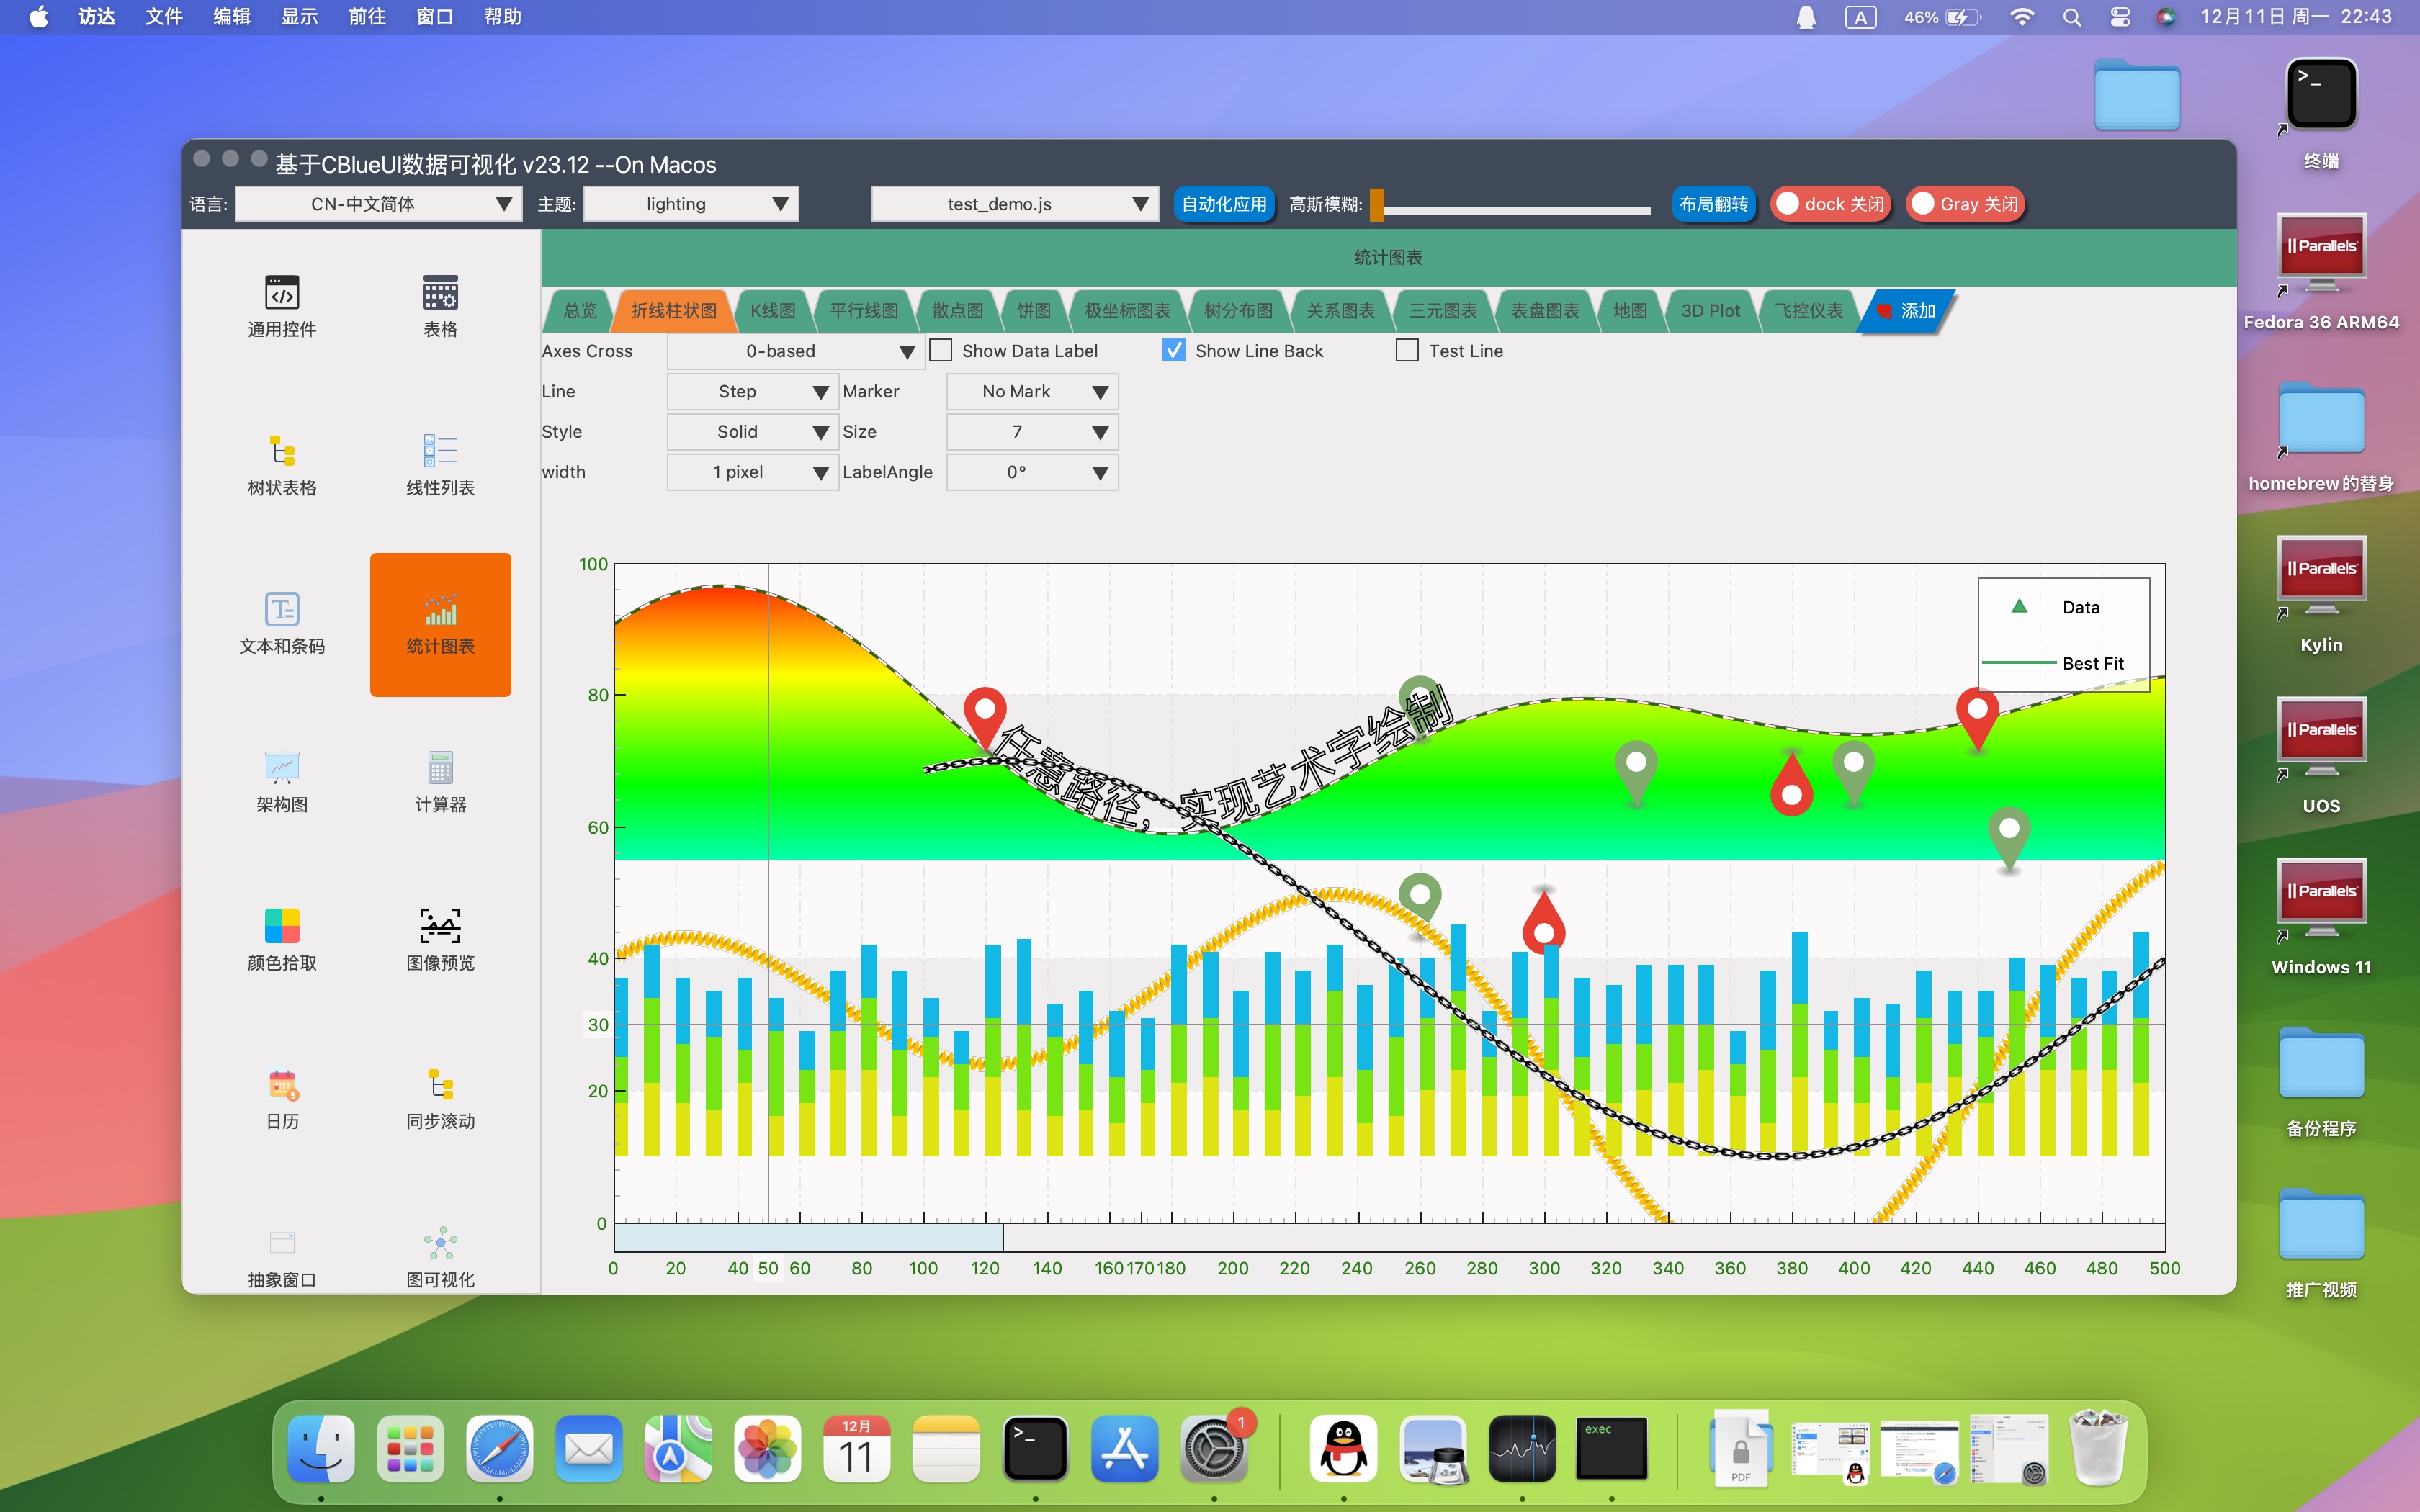 访达 文件 编辑 显示 前往 窗口 帮助 A 46% 12月11日 周一 22:43
基于CBlueUI数据可视化 v23.12 --On Macos
语言: CN-中文简体 主题: lighting test_demo.js 自动化应用 高斯模糊: 布局翻转 dock 关闭 Gray 关闭
统计图表
总览 折线柱状图 K线图 平行线图 散点图 饼图 极坐标图表 树分布图 关系图表 三元图表 表盘图表 地图 3D Plot 飞控仪表 添加
Axes Cross 0-based Show Data Label Show Line Back Test Line
Line Step Marker No Mark
Style Solid Size 7
width 1 pixel LabelAngle 0°
通用控件 表格
树状表格 线性列表
文本和条码 统计图表
架构图 计算器
颜色拾取 图像预览
日历 同步滚动
抽象窗口 图可视化
100
80
60
40
30
20
0
Data
Best Fit
任意路径，实现艺术字绘制
0 20 40 50 60 80 100 120 140 160 170 180 200 220 240 260 280 300 320 340 360 380 400 420 440 460 480 500
终端
Parallels
Fedora 36 ARM64
homebrew的替身
Parallels
Kylin
Parallels
UOS
Parallels
Windows 11
备份程序
推广视频
12月
11
1
exec
PDF